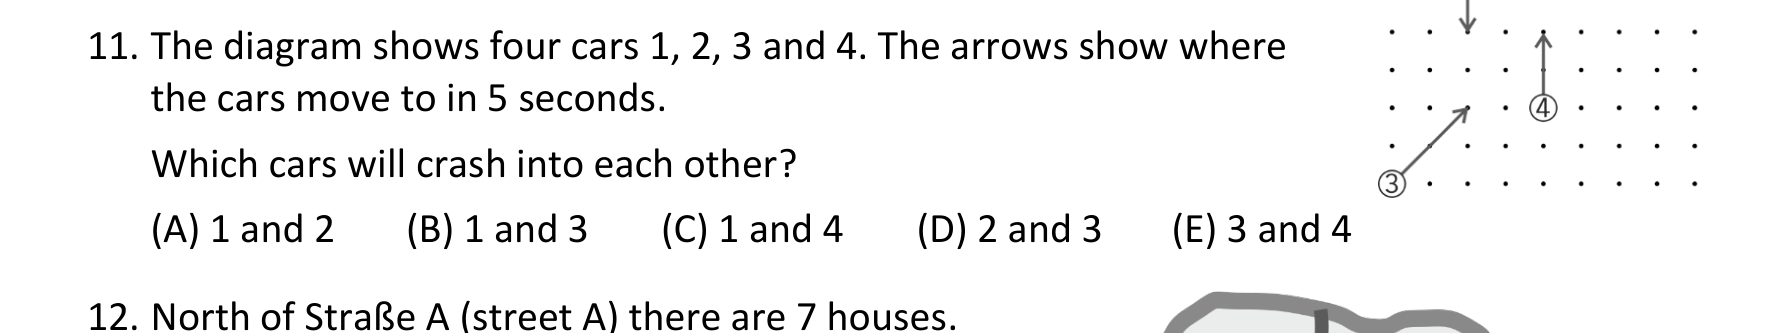 11. The diagram shows four cars 1, 2, 3 and 4. The arrows show where
the cars move to in 5 seconds.
Which cars will crash into each other?
(A) 1 and 2 (B) 1 and 3 (C) 1 and 4 (D) 2 and 3 (E) 3 and 4
④
③
12. North of Straße A (street A) there are 7 houses.